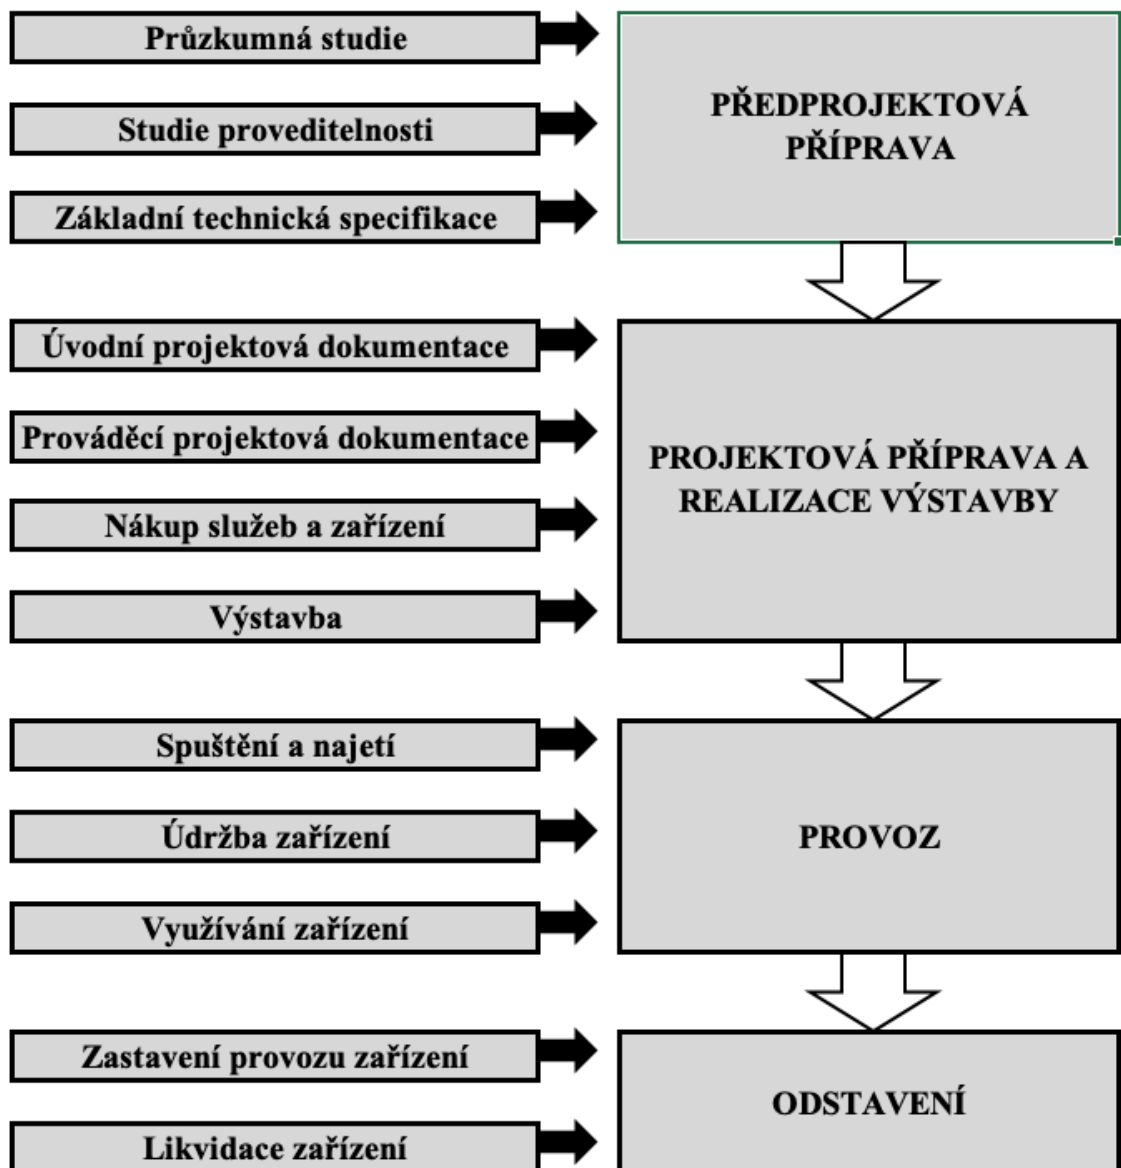 Průzkumná studie
Studie proveditelnosti
Základní technická specifikace
PŘEDPROJEKTOVÁ
PŘÍPRAVA
Úvodní projektová dokumentace
Prováděcí projektová dokumentace
Nákup služeb a zařízení
Výstavba
PROJEKTOVÁ PŘÍPRAVA A
REALIZACE VÝSTAVBY
Spuštění a najetí
Údržba zařízení
Využívání zařízení
PROVOZ
Zastavení provozu zařízení
Likvidace zařízení
ODSTAVENÍ